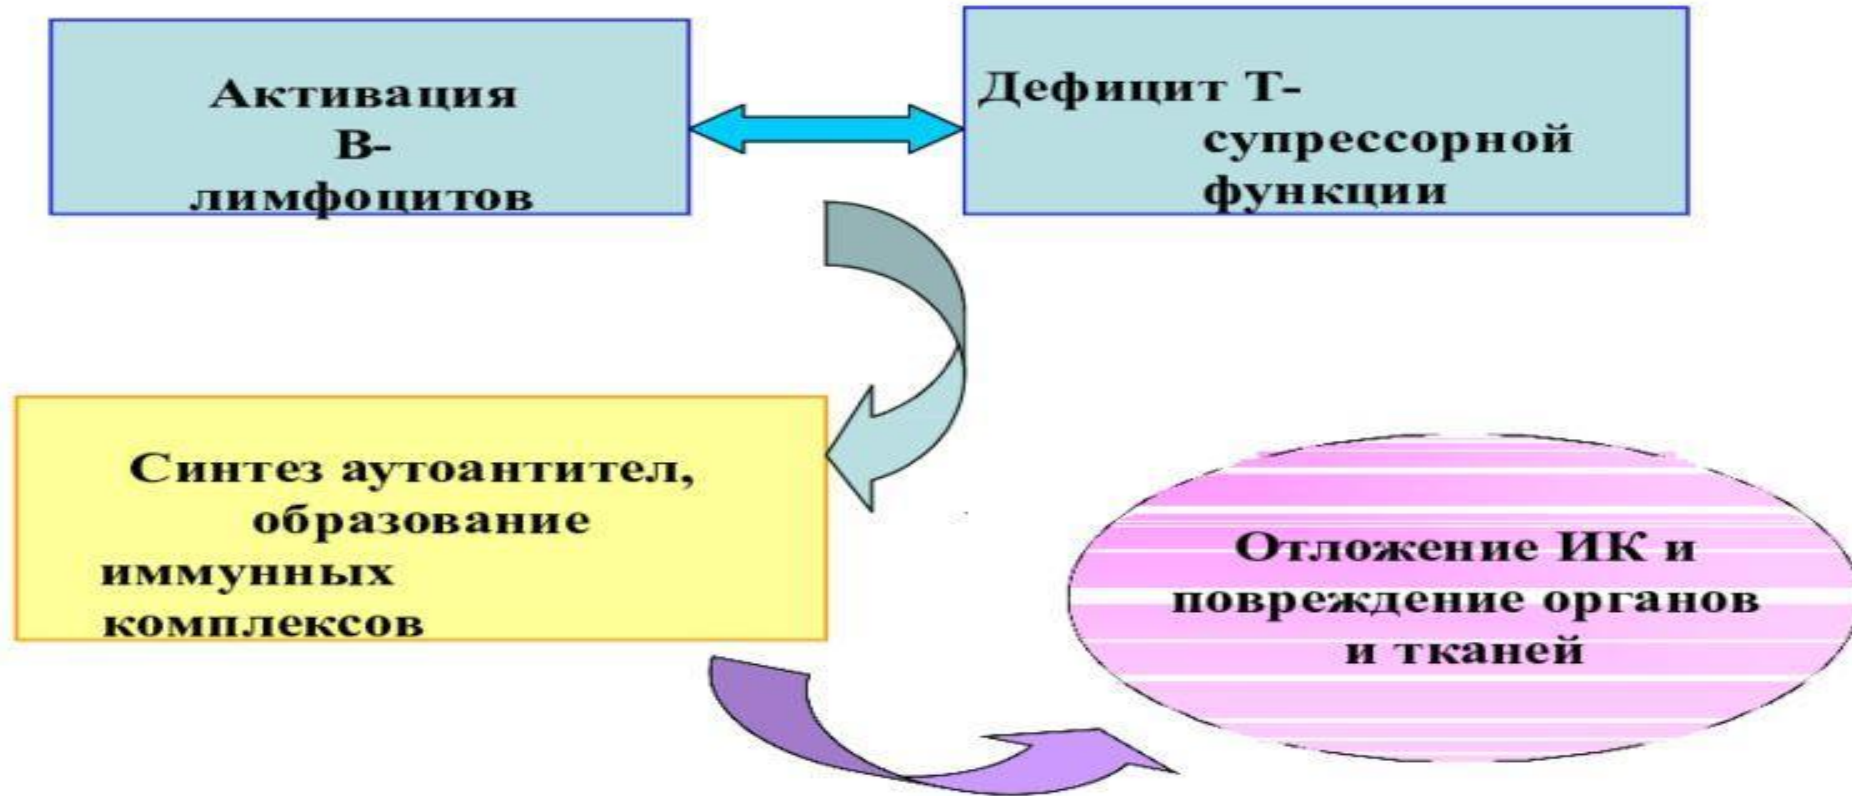 Активация
В-
лимфоцитов
Дефицит Т-
супрессорной
функции
Синтез аутоантител,
образование
иммунных
комплексов
Отложение ИК и
повреждение органов
и тканей